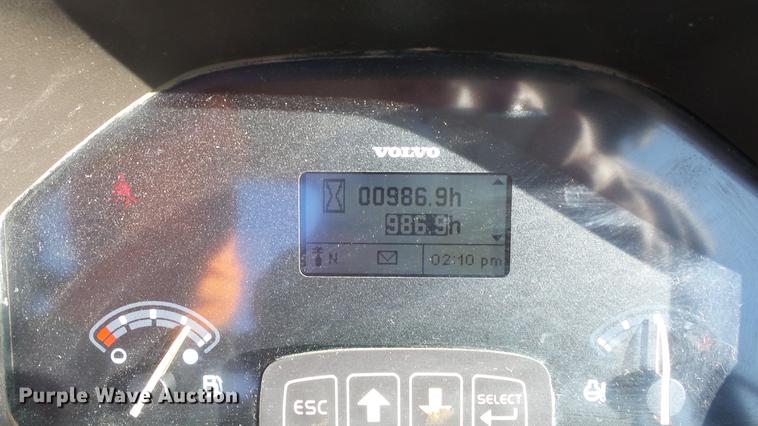 VOLVO
00986.9h
986.9h
N
02:10 pm
ESC
SELECT
Purple Wave Auction